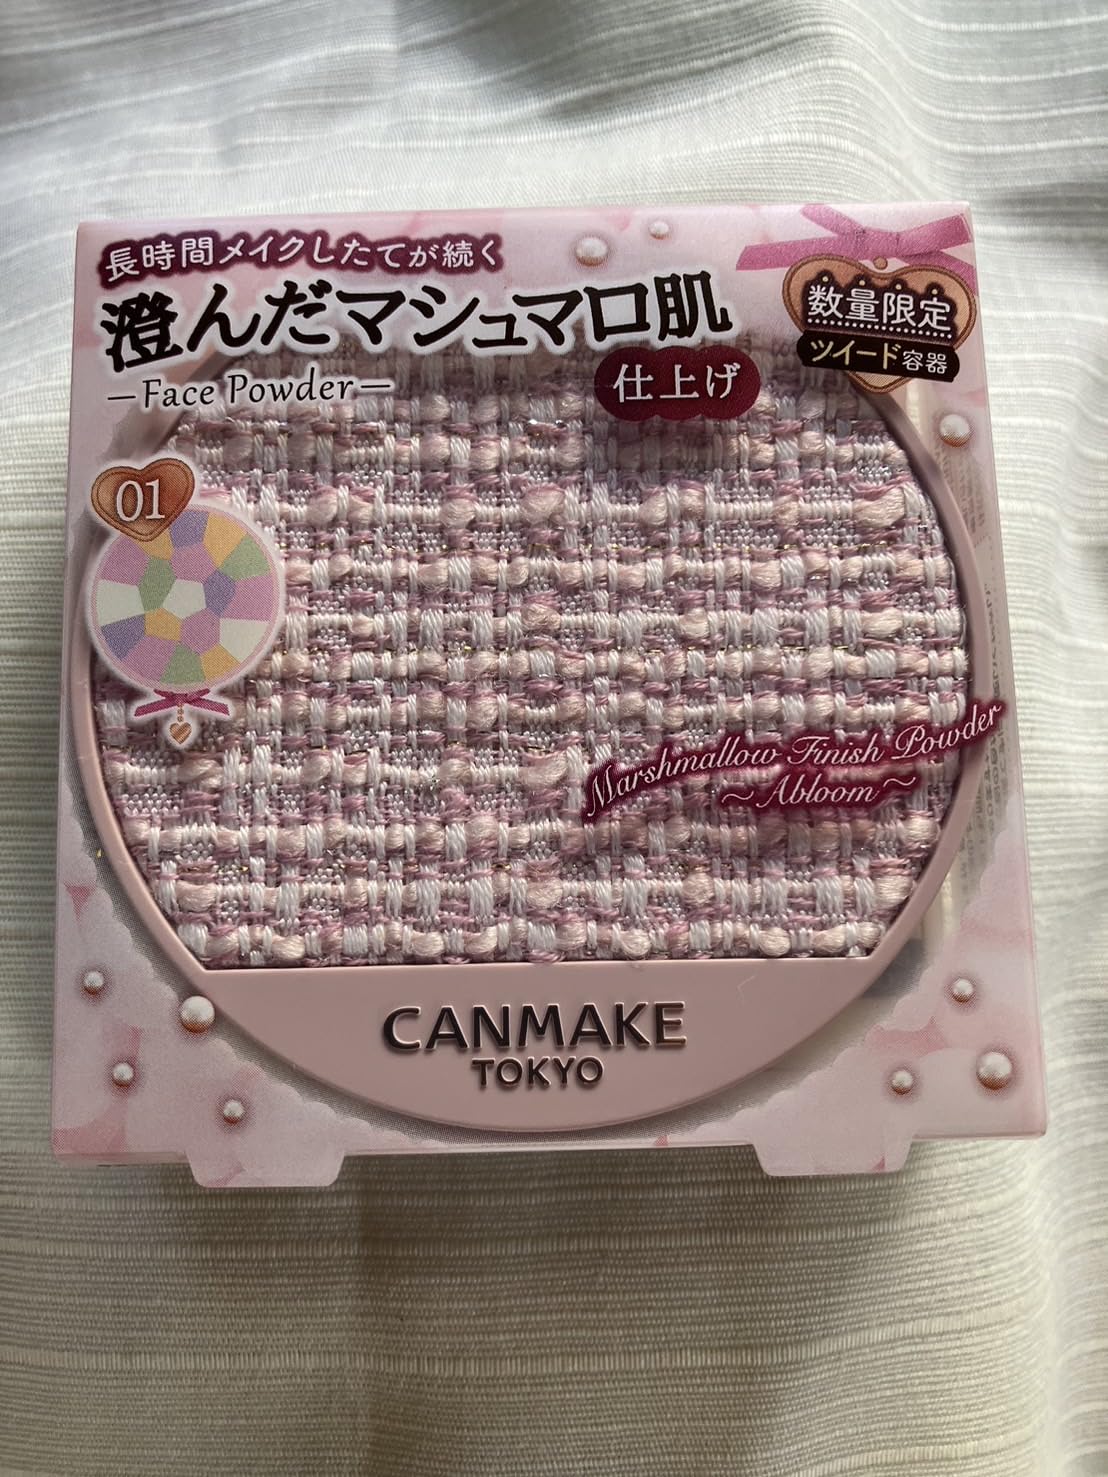 長時間メイクしたてが続く
澄んだマシュマロ肌
仕上げ
—Face Powder—
数量限定
ツイード容器
01
Marshmallow Finish Powder
～Abloom～
CANMAKE
TOKYO